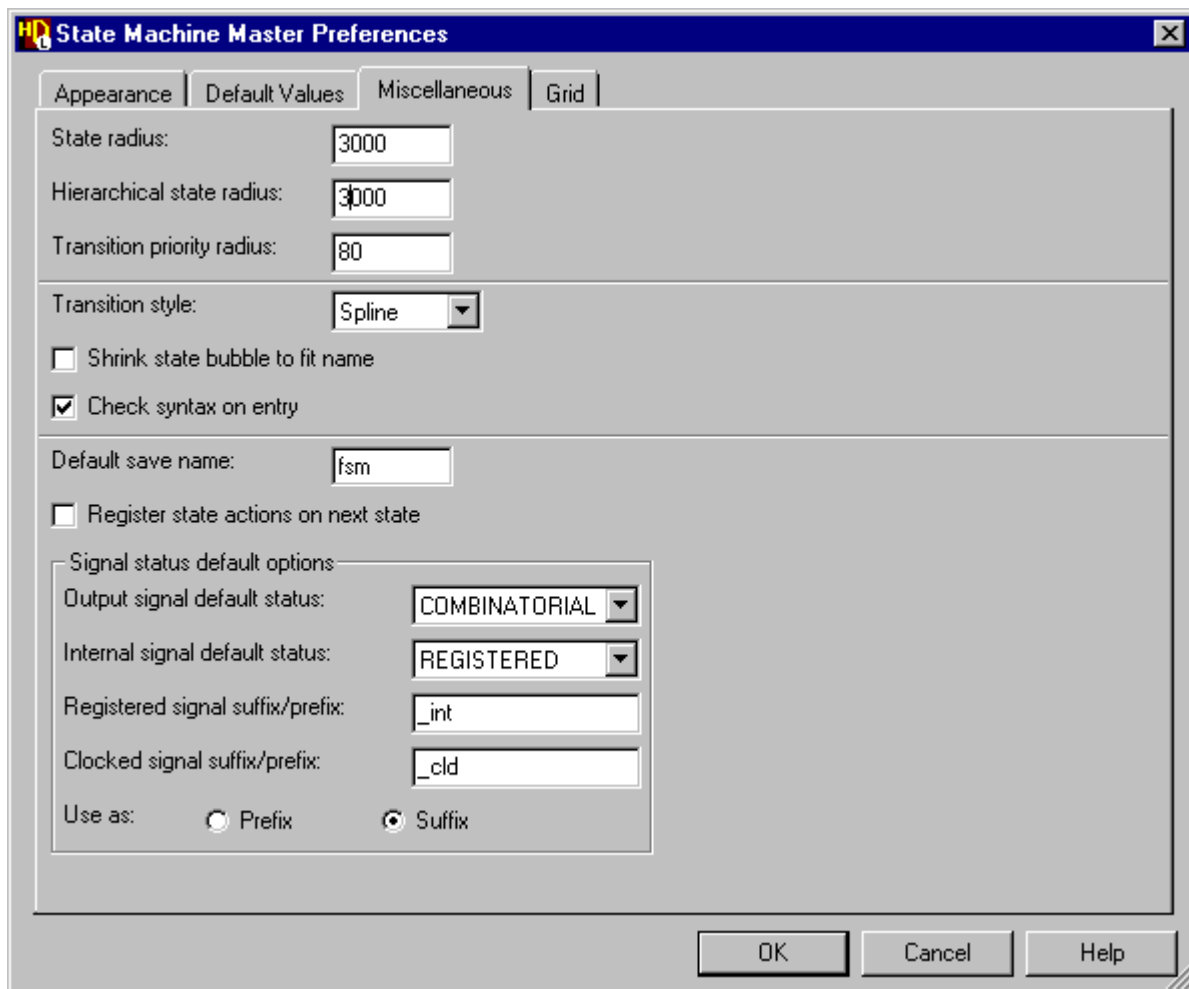 HDL State Machine Master Preferences
Appearance Default Values Miscellaneous Grid
State radius: 3000
Hierarchical state radius: 3000
Transition priority radius: 80
Transition style: Spline
Shrink state bubble to fit name
Check syntax on entry
Default save name: fsm
Register state actions on next state
Signal status default options
Output signal default status: COMBINATORIAL
Internal signal default status: REGISTERED
Registered signal suffix/prefix: _int
Clocked signal suffix/prefix: _cld
Use as: Prefix Suffix
OK Cancel Help